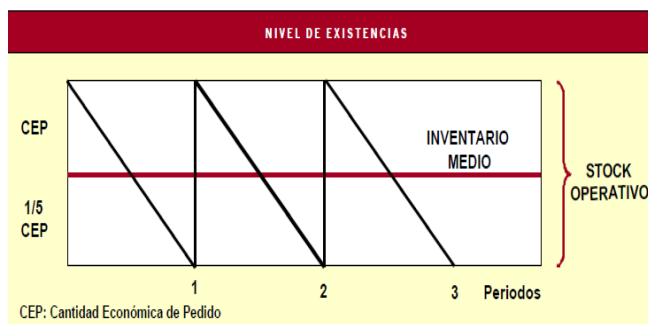 NIVEL DE EXISTENCIAS
CEP
INVENTARIO
MEDIO
1/5
CEP
STOCK
OPERATIVO
1
2
3
Periodos
CEP: Cantidad Económica de Pedido